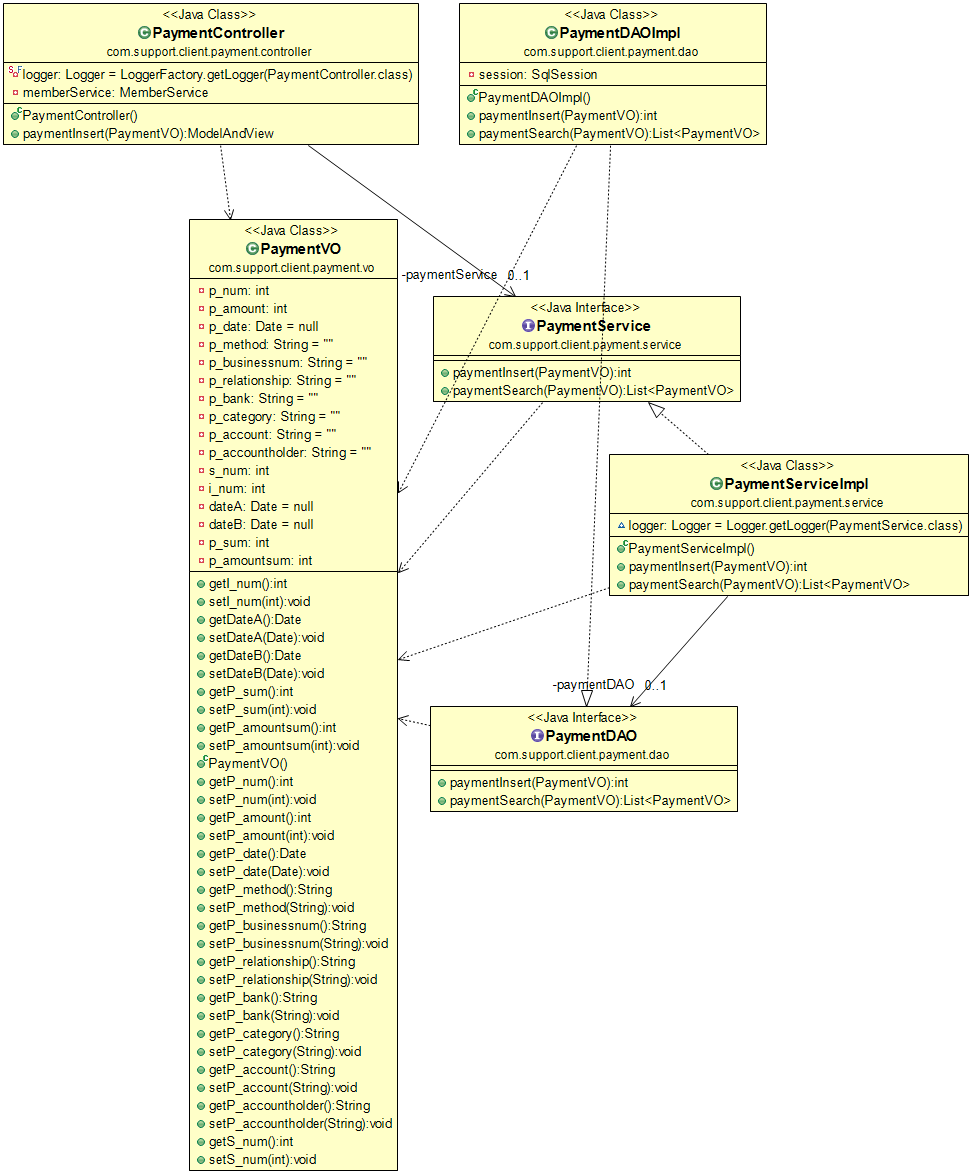 <<Java Class>>
PaymentController
com.support.client.payment.controller
logger: Logger = LoggerFactory.getLogger(PaymentController.class)
memberService: MemberService
PaymentController()
paymentInsert(PaymentVO):ModelAndView
<<Java Class>>
PaymentDAOImpl
com.support.client.payment.dao
session: SqlSession
PaymentDAOImpl()
paymentInsert(PaymentVO):int
paymentSearch(PaymentVO):List<PaymentVO>
<<Java Class>>
PaymentVO
com.support.client.payment.vo
p_num: int
p_amount: int
p_date: Date = null
p_method: String = ""
p_businessnum: String = ""
p_relationship: String = ""
p_bank: String = ""
p_category: String = ""
p_account: String = ""
p_accountholder: String = ""
s_num: int
i_num: int
dateA: Date = null
dateB: Date = null
p_sum: int
p_amountsum: int
getI_num():int
setI_num(int):void
getDateA():Date
setDateA(Date):void
getDateB():Date
setDateB(Date):void
getP_sum():int
setP_sum(int):void
getP_amountsum():int
setP_amountsum(int):void
PaymentVO()
getP_num():int
setP_num(int):void
getP_amount():int
setP_amount(int):void
getP_date():Date
setP_date(Date):void
getP_method():String
setP_method(String):void
getP_businessnum():String
setP_businessnum(String):void
getP_relationship():String
setP_relationship(String):void
getP_bank():String
setP_bank(String):void
getP_category():String
setP_category(String):void
getP_account():String
setP_account(String):void
getP_accountholder():String
setP_accountholder(String):void
getS_num():int
setS_num(int):void
-paymentService 0..1
<<Java Interface>>
PaymentService
com.support.client.payment.service
paymentInsert(PaymentVO):int
paymentSearch(PaymentVO):List<PaymentVO>
<<Java Class>>
PaymentServiceImpl
com.support.client.payment.service
logger: Logger = Logger.getLogger(PaymentService.class)
PaymentServiceImpl()
paymentInsert(PaymentVO):int
paymentSearch(PaymentVO):List<PaymentVO>
-paymentDAO 0..1
<<Java Interface>>
PaymentDAO
com.support.client.payment.dao
paymentInsert(PaymentVO):int
paymentSearch(PaymentVO):List<PaymentVO>